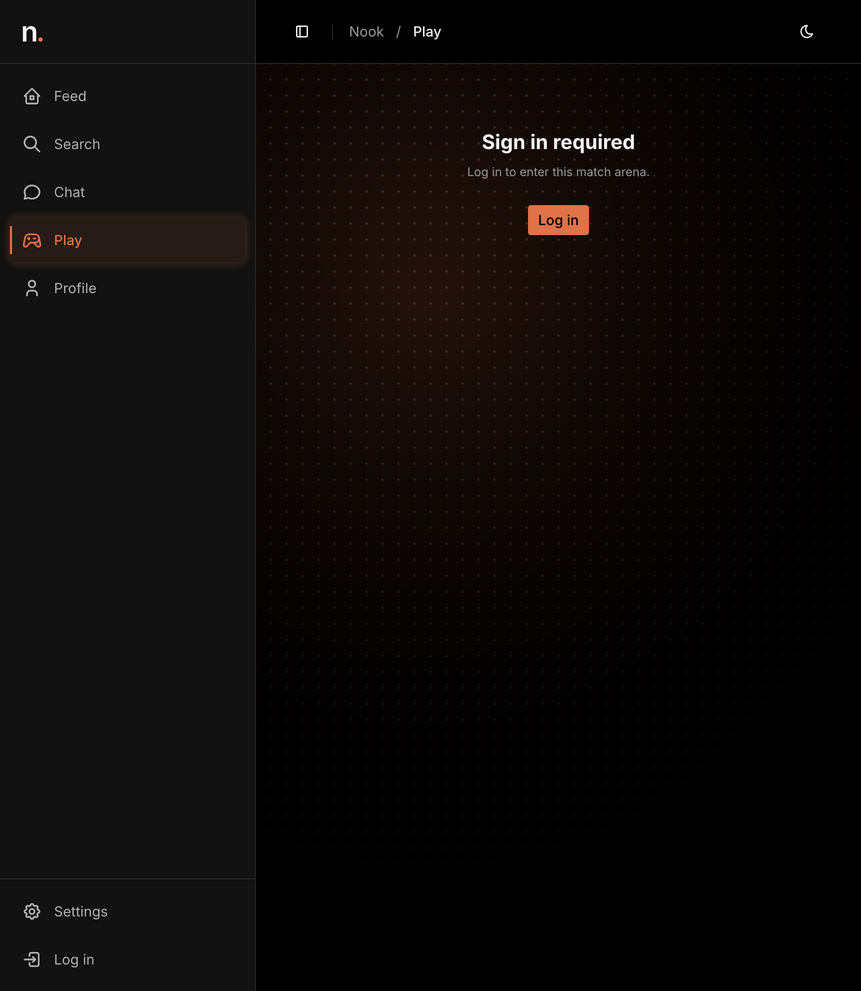 n.
Nook / Play
Feed
Search
Chat
Play
Profile
Sign in required
Log in to enter this match arena.
Log in
Settings
Log in